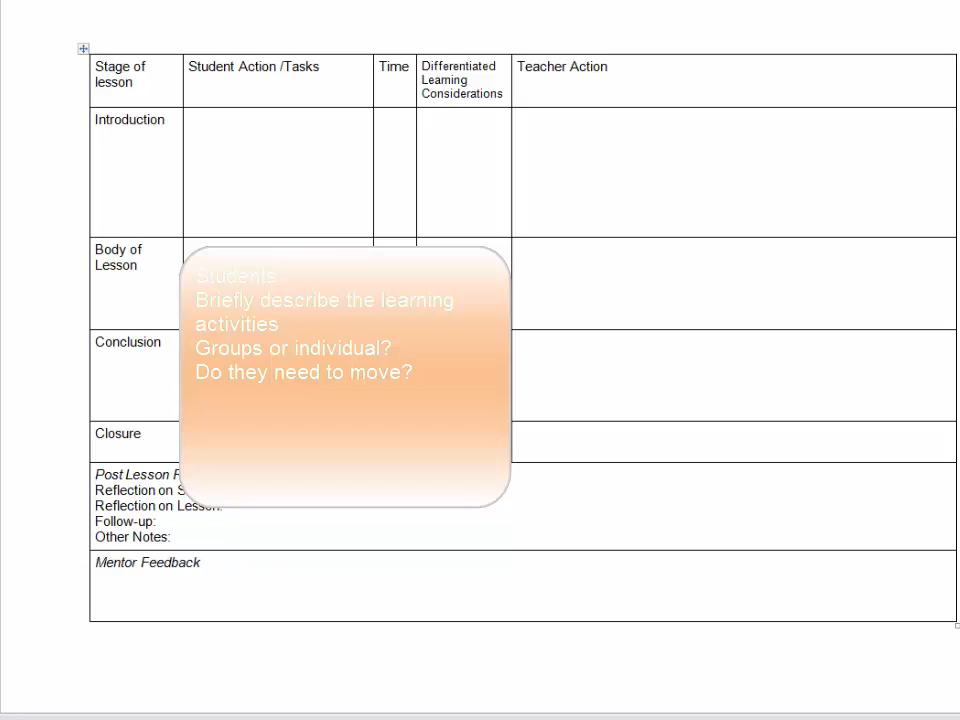 Stage of
lesson
Student Action /Tasks
Time
Differentiated
Learning
Considerations
Teacher Action
Introduction
Body of
Lesson
Students
Briefly describe the learning
activities
Groups or individual?
Do they need to move?
Conclusion
Closure
Post Lesson
Reflection on
Reflection on Lesson:
Follow-up:
Other Notes:
Mentor Feedback